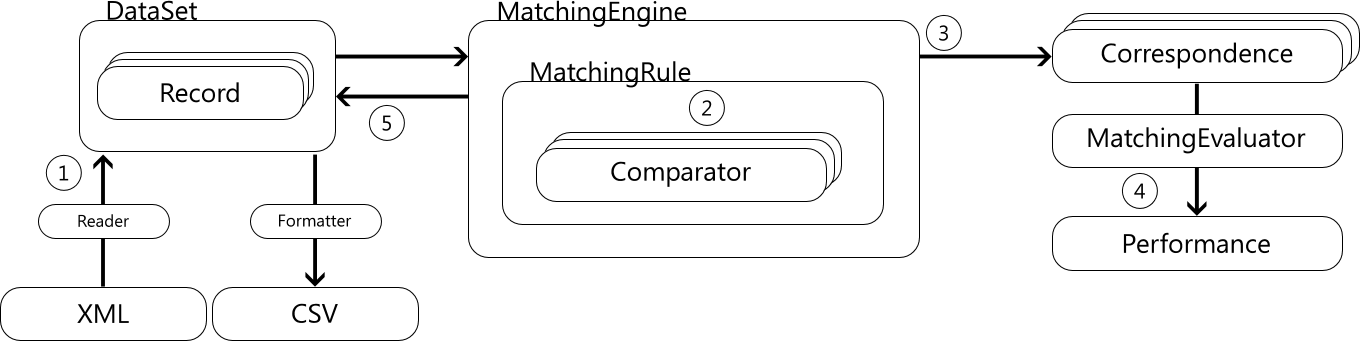 DataSet
Record
MatchingEngine
MatchingRule
2
Comparator
3
Correspondence
MatchingEvaluator
4
Performance
5
1
Reader
Formatter
XML
CSV